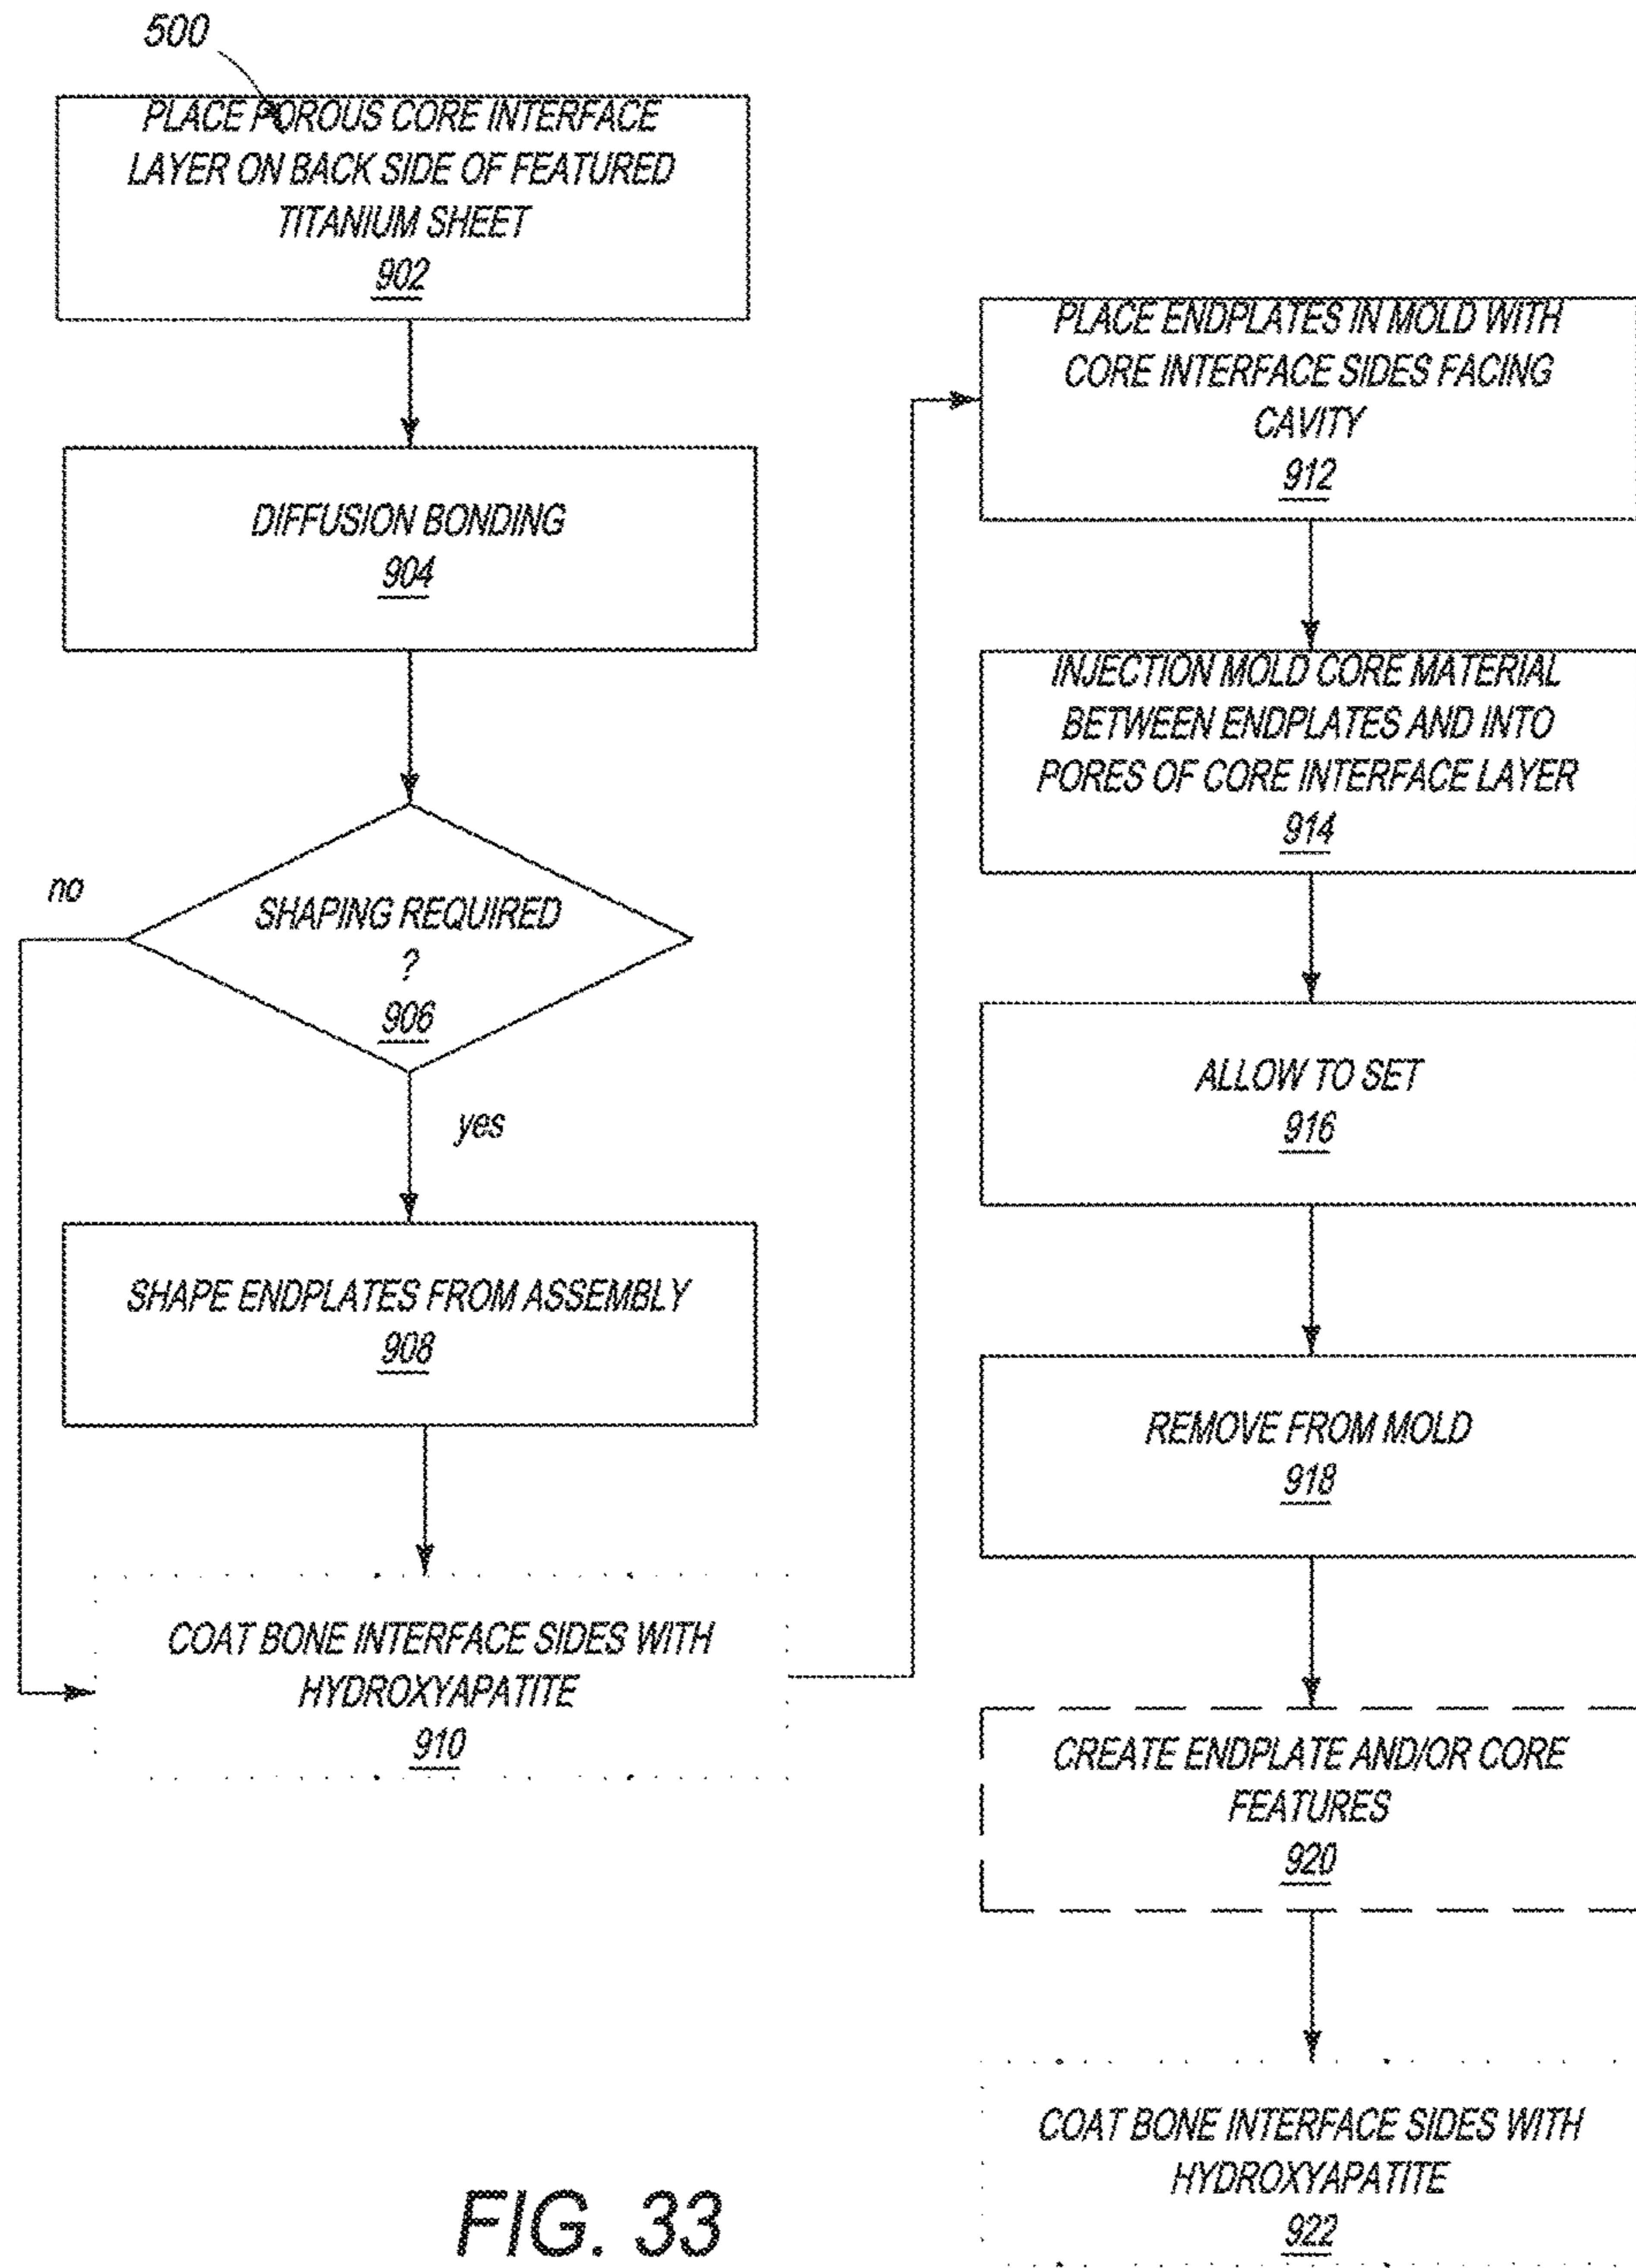 500
PLACE POROUS CORE INTERFACE
LAYER ON BACK SIDE OF FEATURED
TITANIUM SHEET
902
DIFFUSION BONDING
904
SHAPING REQUIRED
?
906
no
yes
SHAPE ENDPLATES FROM ASSEMBLY
908
COAT BONE INTERFACE SIDES WITH
HYDROXYAPATITE
910
PLACE ENDPLATES IN MOLD WITH
CORE INTERFACE SIDES FACING
CAVITY
912
INJECTION MOLD CORE MATERIAL
BETWEEN ENDPLATES AND INTO
PORES OF CORE INTERFACE LAYER
914
ALLOW TO SET
916
REMOVE FROM MOLD
918
CREATE ENDPLATE AND/OR CORE
FEATURES
920
COAT BONE INTERFACE SIDES WITH
HYDROXYAPATITE
922
FIG. 33